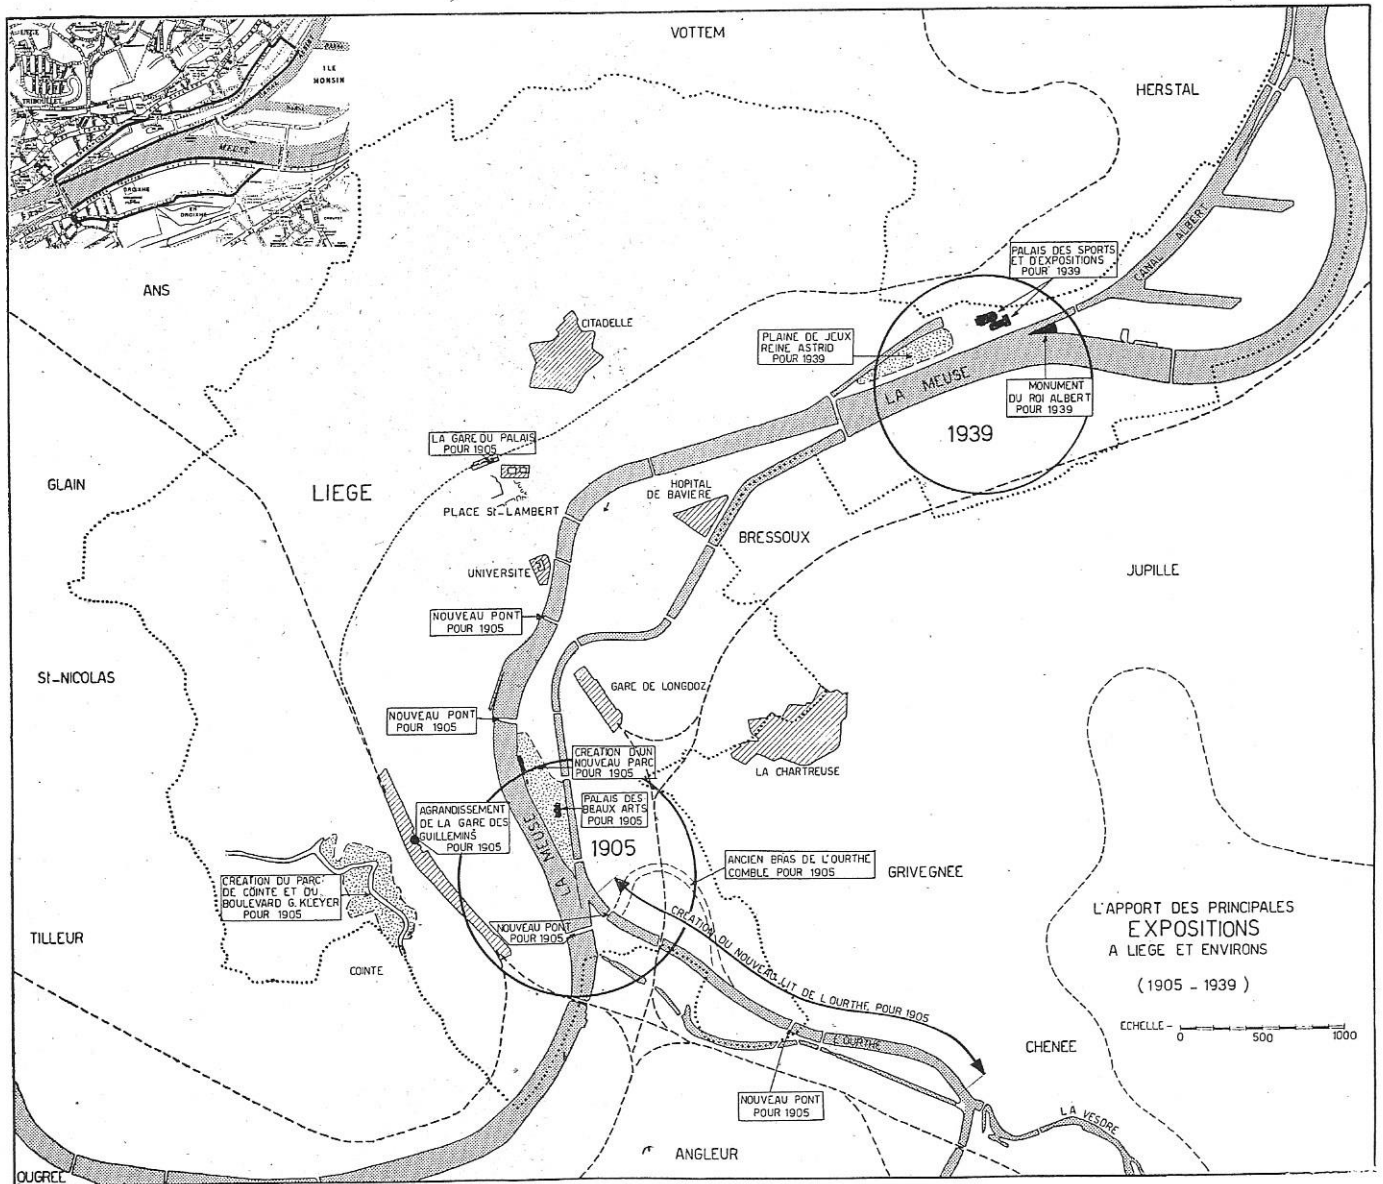 VOTTEM
HERSTAL
ILE
MONSIN
MEUSE
TRIBOUILLET
DROIXHE
EN
DROIXHE
ANS
CITADELLE
PALAIS DES SPORTS
ET D'EXPOSITIONS
POUR 1939
CANAL ALBERT
PLAINE DE JEUX
REINE ASTRID
POUR 1939
LA MEUSE
MONUMENT
DU ROI ALBERT
POUR 1939
1939
LA GARE DU PALAIS
POUR 1905
GLAIN
LIEGE
HOPITAL
DE BAVIERE
PLACE St-LAMBERT
BRESSOUX
UNIVERSITE
JUPILLE
NOUVEAU PONT
POUR 1905
St-NICOLAS
GARE DE LONGDOZ
NOUVEAU PONT
POUR 1905
CREATION D'UN
NOUVEAU PARC
POUR 1905
LA CHARTREUSE
AGRANDISSEMENT
DE LA GARE DES
GUILLEMINS
POUR 1905
PALAIS DES
BEAUX ARTS
POUR 1905
LA MEUSE
1905
ANCIEN BRAS DE L'OURTHE
COMBLE POUR 1905
GRIVEGNEE
CREATION DU PARC
DE COINTE ET DU
BOULEVARD G. KLEYER
POUR 1905
NOUVEAU PONT
POUR 1905
CREATION DU NOUVEAU LIT DE L'OURTHE, POUR 1905
TILLEUR
COINTE
L'APPORT DES PRINCIPALES
EXPOSITIONS
A LIEGE ET ENVIRONS
(1905 - 1939)
ECHELLE -
0 500 1000
L'OURTHE
CHENEE
NOUVEAU PONT
POUR 1905
LA VESDRE
ANGLEUR
OUGREE